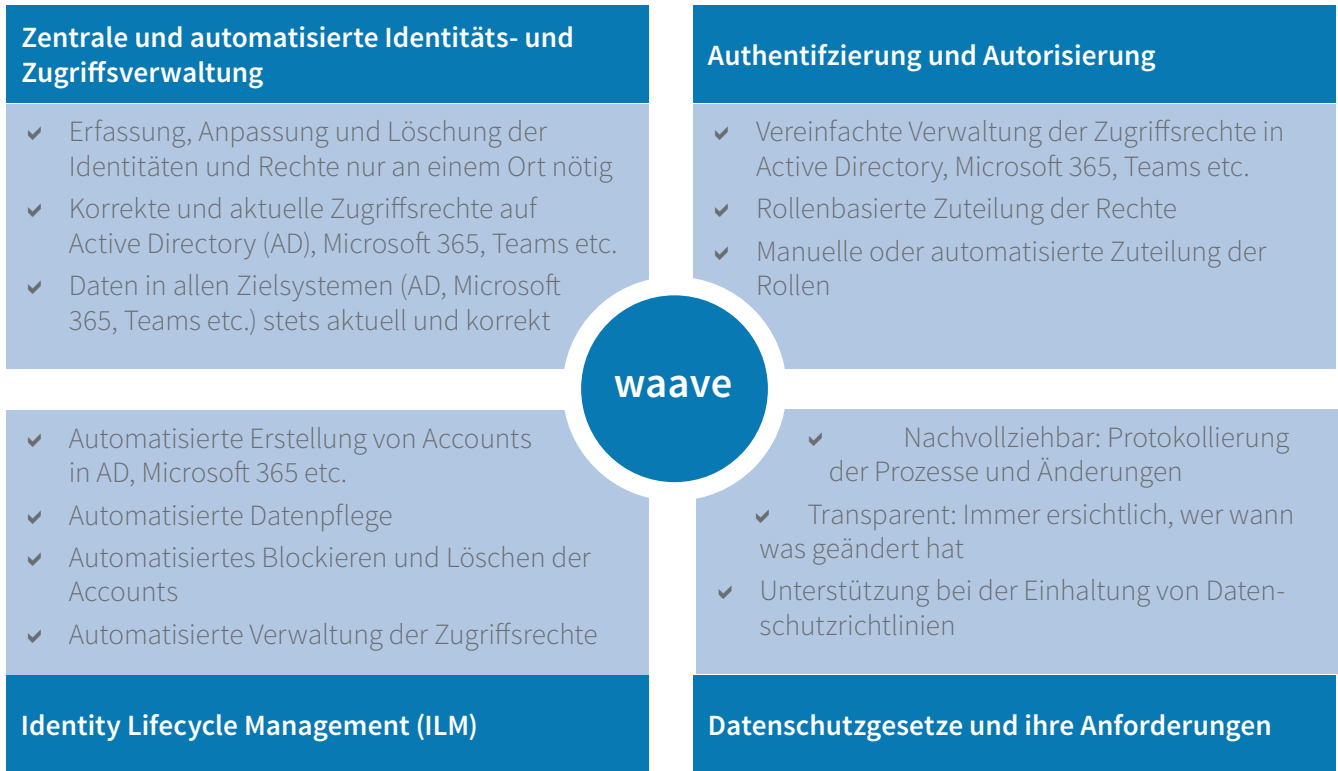 Zentrale und automatisierte Identitäts- und
Zugriffsverwaltung
Erfassung, Anpassung und Löschung der
Identitäten und Rechte nur an einem Ort nötig
Korrekte und aktuelle Zugriffsrechte auf
Active Directory (AD), Microsoft 365, Teams etc.
Daten in allen Zielsystemen (AD, Microsoft
365, Teams etc.) stets aktuell und korrekt
Authentifzierung und Autorisierung
Vereinfachte Verwaltung der Zugriffsrechte in
Active Directory, Microsoft 365, Teams etc.
Rollenbasierte Zuteilung der Rechte
Manuelle oder automatisierte Zuteilung der
Rollen
waave
Automatisierte Erstellung von Accounts
in AD, Microsoft 365 etc.
Automatisierte Datenpflege
Automatisiertes Blockieren und Löschen der
Accounts
Automatisierte Verwaltung der Zugriffsrechte
Identity Lifecycle Management (ILM)
Nachvollziehbar: Protokollierung
der Prozesse und Änderungen
Transparent: Immer ersichtlich, wer wann
was geändert hat
Unterstützung bei der Einhaltung von Daten-
schutzrichtlinien
Datenschutzgesetze und ihre Anforderungen